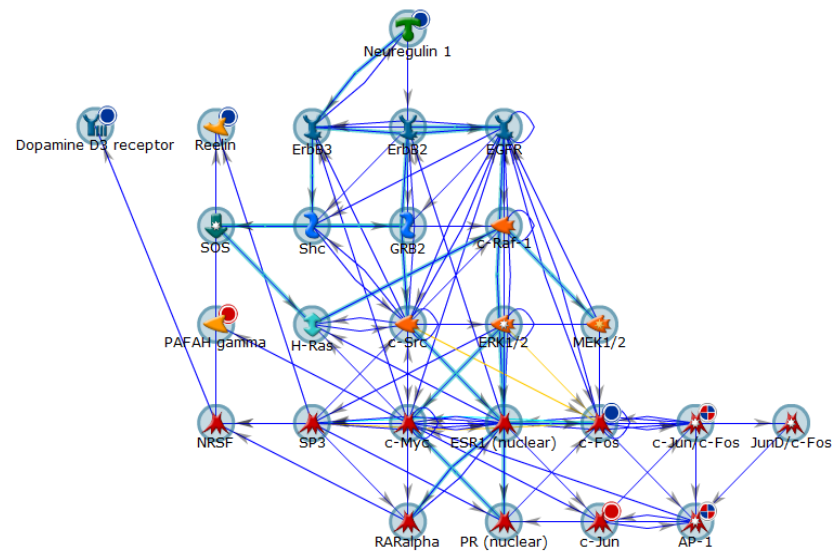 Neuregulin 1
Dopamine D3 receptor
Reelin
ErbB3
ErbB2
EGFR
SOS
Shc
GRB2
c-Raf-1
PAFAH gamma
H-Ras
c-Src
ERK1/2
MEK1/2
NRSF
SP3
c-Myc
ESR1 (nuclear)
c-Fos
c-Jun/c-Fos
JunD/c-Fos
RARalpha
PR (nuclear)
c-Jun
AP-1